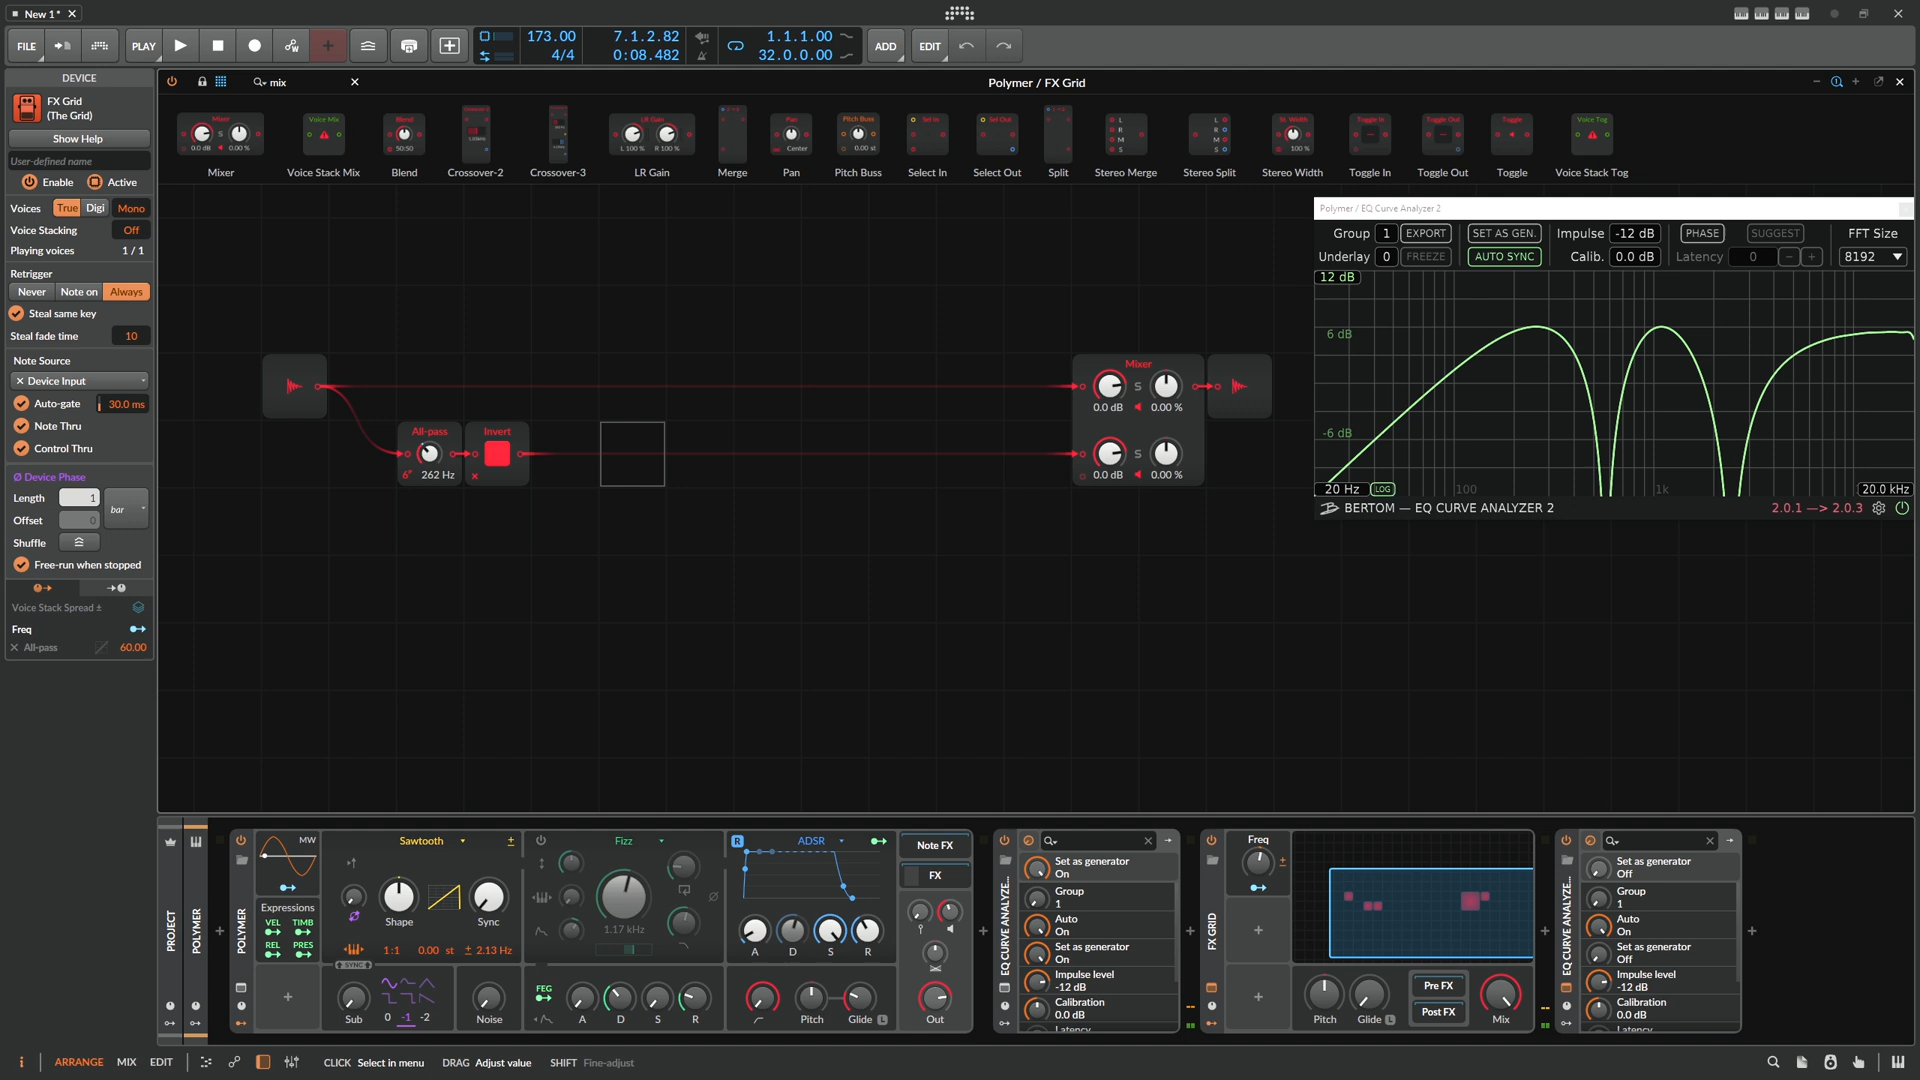 New 1*
FILE
PLAY
173.00
4/4
7.1.2.82
0:08.482
1.1.1.00
32.0.0.00
ADD
EDIT
DEVICE
FX Grid
(The Grid)
Show Help
User-defined name
Enable
Active
Voices
True
Digi
Mono
Voice Stacking
Off
Playing voices
1 / 1
Retrigger
Never
Note on
Always
Steal same key
Steal fade time
10
Note Source
Device Input
Auto-gate
30.0 ms
Note Thru
Control Thru
Ø Device Phase
Length
1
bar
Offset
0
Shuffle
Free-run when stopped
Voice Stack Spread ±
Freq
All-pass
60.00
mix
Polymer / FX Grid
Mixer
Voice Stack Mix
Blend
Crossover-2
Crossover-3
LR Gain
Merge
Pan
Pitch Buss
Select In
Select Out
Split
Stereo Merge
Stereo Split
Stereo Width
Toggle In
Toggle Out
Toggle
Voice Stack Tog
All-pass
6°
262 Hz
Invert
Mixer
S
0.0 dB
0.00 %
S
0.0 dB
0.00 %
Polymer / EQ Curve Analyzer 2
Group
1
EXPORT
SET AS GEN.
Impulse
-12 dB
PHASE
SUGGEST
FFT Size
Underlay
0
FREEZE
AUTO SYNC
Calib.
0.0 dB
Latency
0
8192
12 dB
6 dB
-6 dB
20 Hz
LOG
100
1k
20.0 kHz
BERTOM — EQ CURVE ANALYZER 2
2.0.1 —> 2.0.3
PROJECT
POLYMER
POLYMER
MW
Expressions
VEL
TIMB
REL
PRES
Sawtooth
Shape
Sync
1:1
0.00 st
± 2.13 Hz
SYNC
Sub
0
-1
-2
Noise
Fizz
1.17 kHz
FEG
A
D
S
R
R
ADSR
A
D
S
R
Pitch
Glide
L
Note FX
FX
Out
EQ CURVE ANALYZE...
Set as generator
On
Group
1
Auto
On
Set as generator
On
Impulse level
-12 dB
Calibration
0.0 dB
Latency
FX GRID
Freq
Pitch
Glide
L
Pre FX
Post FX
Mix
EQ CURVE ANALYZE...
Set as generator
Off
Group
1
Auto
On
Set as generator
Off
Impulse level
-12 dB
Calibration
0.0 dB
Latency
ARRANGE
MIX
EDIT
CLICK Select in menu
DRAG Adjust value
SHIFT Fine-adjust